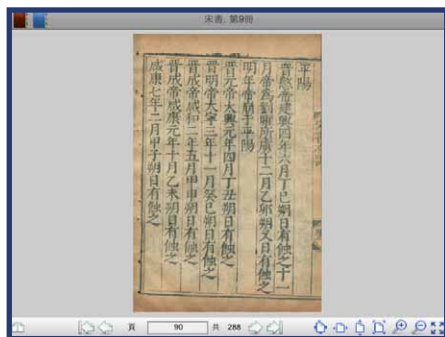 宋書, 第9冊
平陽
晉愍帝建興四年六月丁巳朔日有蝕之十一
月帝爲劉曜所虜十二月乙卯朔又日有蝕之
明年帝崩于平陽
晉元帝太興元年四月丁丑朔日有蝕之
晉明帝太寧三年十一月癸巳朔日有蝕之
晉成帝咸和二年五月甲申朔日有蝕之
晉成帝咸康元年十月乙未朔日有蝕之
咸康七年二月甲子朔日有蝕之
頁 90 共 288